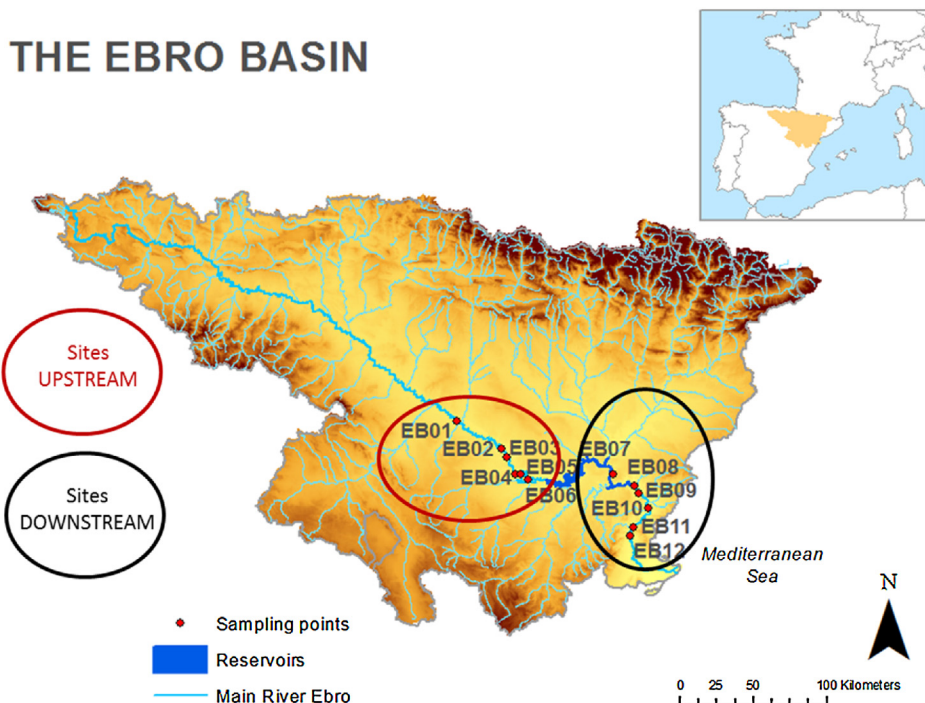 THE EBRO BASIN
Sites
UPSTREAM
Sites
DOWNSTREAM
EB01
EB02
EB03
EB04
EB05
EB06
EB07
EB08
EB09
EB10
EB11
EB12
Mediterranean
Sea
N
Sampling points
Reservoirs
Main River Ebro
0 25 50 100 Kilometers